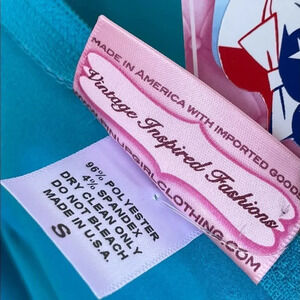 MADE IN AMERICA WITH IMPORTED GOODS
Vintage Inspired Fashions
NUPGIRLCLOTHING.COM
96% POLYESTER
4% SPANDEX
DRY CLEAN ONLY
DO NOT BLEACH
MADE IN U.S.A.
S